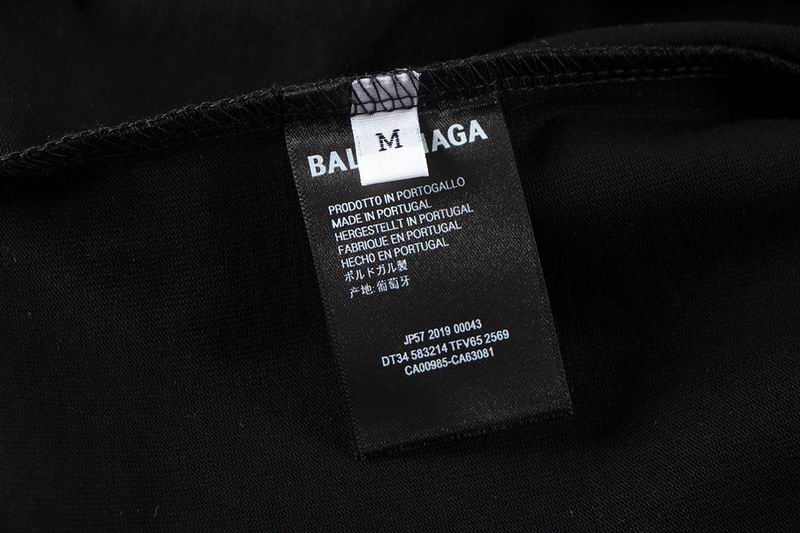 M
BAL IAGA
PRODOTTO IN PORTOGALLO
MADE IN PORTUGAL
HERGESTELLT IN PORTUGAL
FABRIQUE EN PORTUGAL
HECHO EN PORTUGAL
ポルトガル製
产地:葡萄牙
JP57 2019 00043
DT34 583214 TFV65 2569
CA00985-CA63081